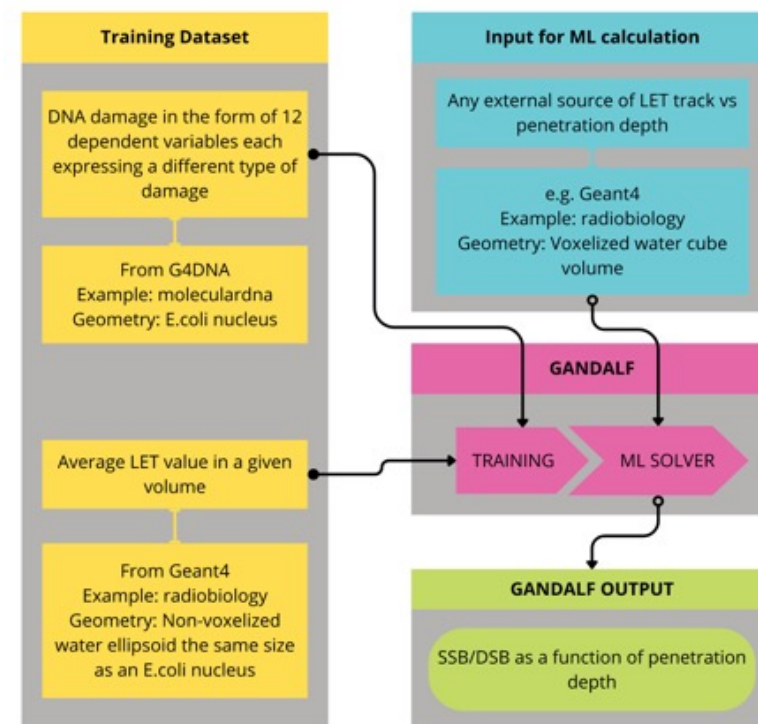 Training Dataset
DNA damage in the form of 12
dependent variables each
expressing a different type of
damage
From G4DNA
Example: moleculardna
Geometry: E.coli nucleus
Average LET value in a given
volume
From Geant4
Example: radiobiology
Geometry: Non-voxelized
water ellipsoid the same size
as an E.coli nucleus
Input for ML calculation
Any external source of LET track vs
penetration depth
e.g. Geant4
Example: radiobiology
Geometry: Voxelized water cube
volume
GANDALF
TRAINING
ML SOLVER
GANDALF OUTPUT
SSB/DSB as a function of penetration
depth